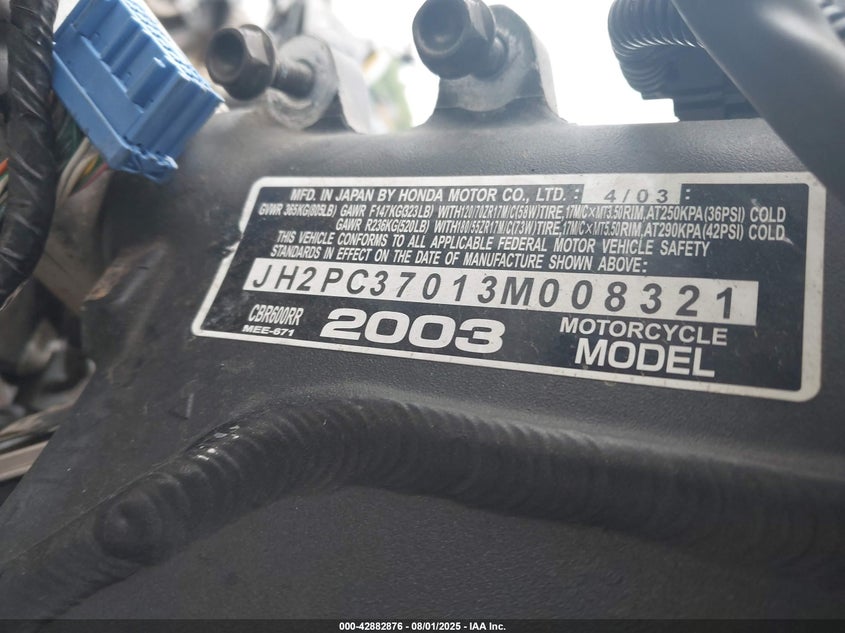 MFD. IN JAPAN BY HONDA MOTOR CO., LTD. : 4/03 :
GVWR 365KG(805LB) GAWR F147KG(323LB) WITH120/70ZR17M/C(58W)TIRE,17M/C×MT3.50RIM,AT250KPA(36PSI) COLD
GAWR R236KG(520LB) WITH180/55ZR17M/C(73W)TIRE,17M/C×MT5.50RIM,AT290KPA(42PSI) COLD
THIS VEHICLE CONFORMS TO ALL APPLICABLE FEDERAL MOTOR VEHICLE SAFETY
STANDARDS IN EFFECT ON THE DATE OF MANUFACTURE SHOWN ABOVE:
JH2PC37013M008321
CBR600RR 2003 MOTORCYCLE
MEE-671 MODEL
000-42882876 - 08/01/2025 - IAA Inc.